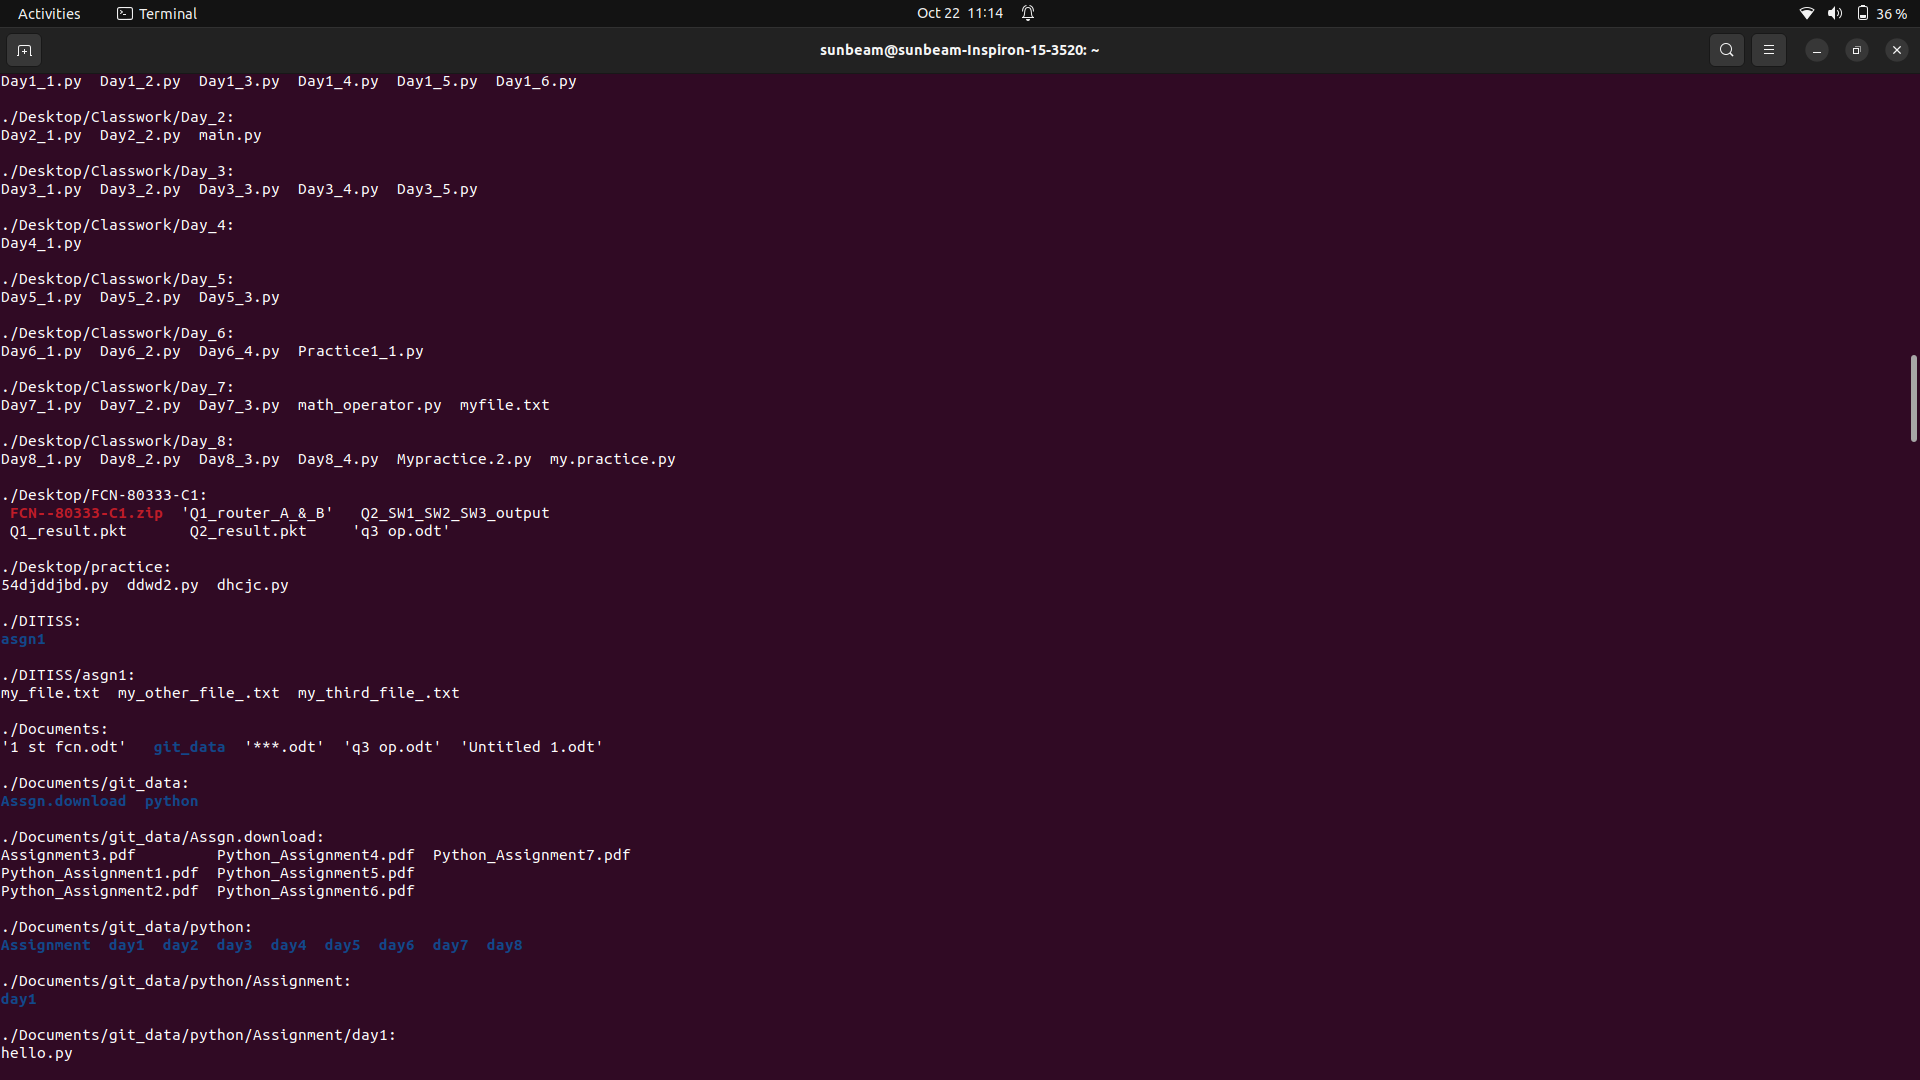 Activities Terminal Oct 22 11:14 36 %
sunbeam@sunbeam-Inspiron-15-3520: ~
Day1_1.py Day1_2.py Day1_3.py Day1_4.py Day1_5.py Day1_6.py
./Desktop/Classwork/Day_2:
Day2_1.py Day2_2.py main.py
./Desktop/Classwork/Day_3:
Day3_1.py Day3_2.py Day3_3.py Day3_4.py Day3_5.py
./Desktop/Classwork/Day_4:
Day4_1.py
./Desktop/Classwork/Day_5:
Day5_1.py Day5_2.py Day5_3.py
./Desktop/Classwork/Day_6:
Day6_1.py Day6_2.py Day6_4.py Practice1_1.py
./Desktop/Classwork/Day_7:
Day7_1.py Day7_2.py Day7_3.py math_operator.py myfile.txt
./Desktop/Classwork/Day_8:
Day8_1.py Day8_2.py Day8_3.py Day8_4.py Mypractice.2.py my.practice.py
./Desktop/FCN-80333-C1:
FCN--80333-C1.zip 'Q1_router_A_&_B' Q2_SW1_SW2_SW3_output
Q1_result.pkt Q2_result.pkt 'q3 op.odt'
./Desktop/practice:
54djddjbd.py ddwd2.py dhcjc.py
./DITISS:
asgn1
./DITISS/asgn1:
my_file.txt my_other_file_.txt my_third_file_.txt
./Documents:
'1 st fcn.odt' git_data '***.odt' 'q3 op.odt' 'Untitled 1.odt'
./Documents/git_data:
Assgn.download python
./Documents/git_data/Assgn.download:
Assignment3.pdf Python_Assignment4.pdf Python_Assignment7.pdf
Python_Assignment1.pdf Python_Assignment5.pdf
Python_Assignment2.pdf Python_Assignment6.pdf
./Documents/git_data/python:
Assignment day1 day2 day3 day4 day5 day6 day7 day8
./Documents/git_data/python/Assignment:
day1
./Documents/git_data/python/Assignment/day1:
hello.py